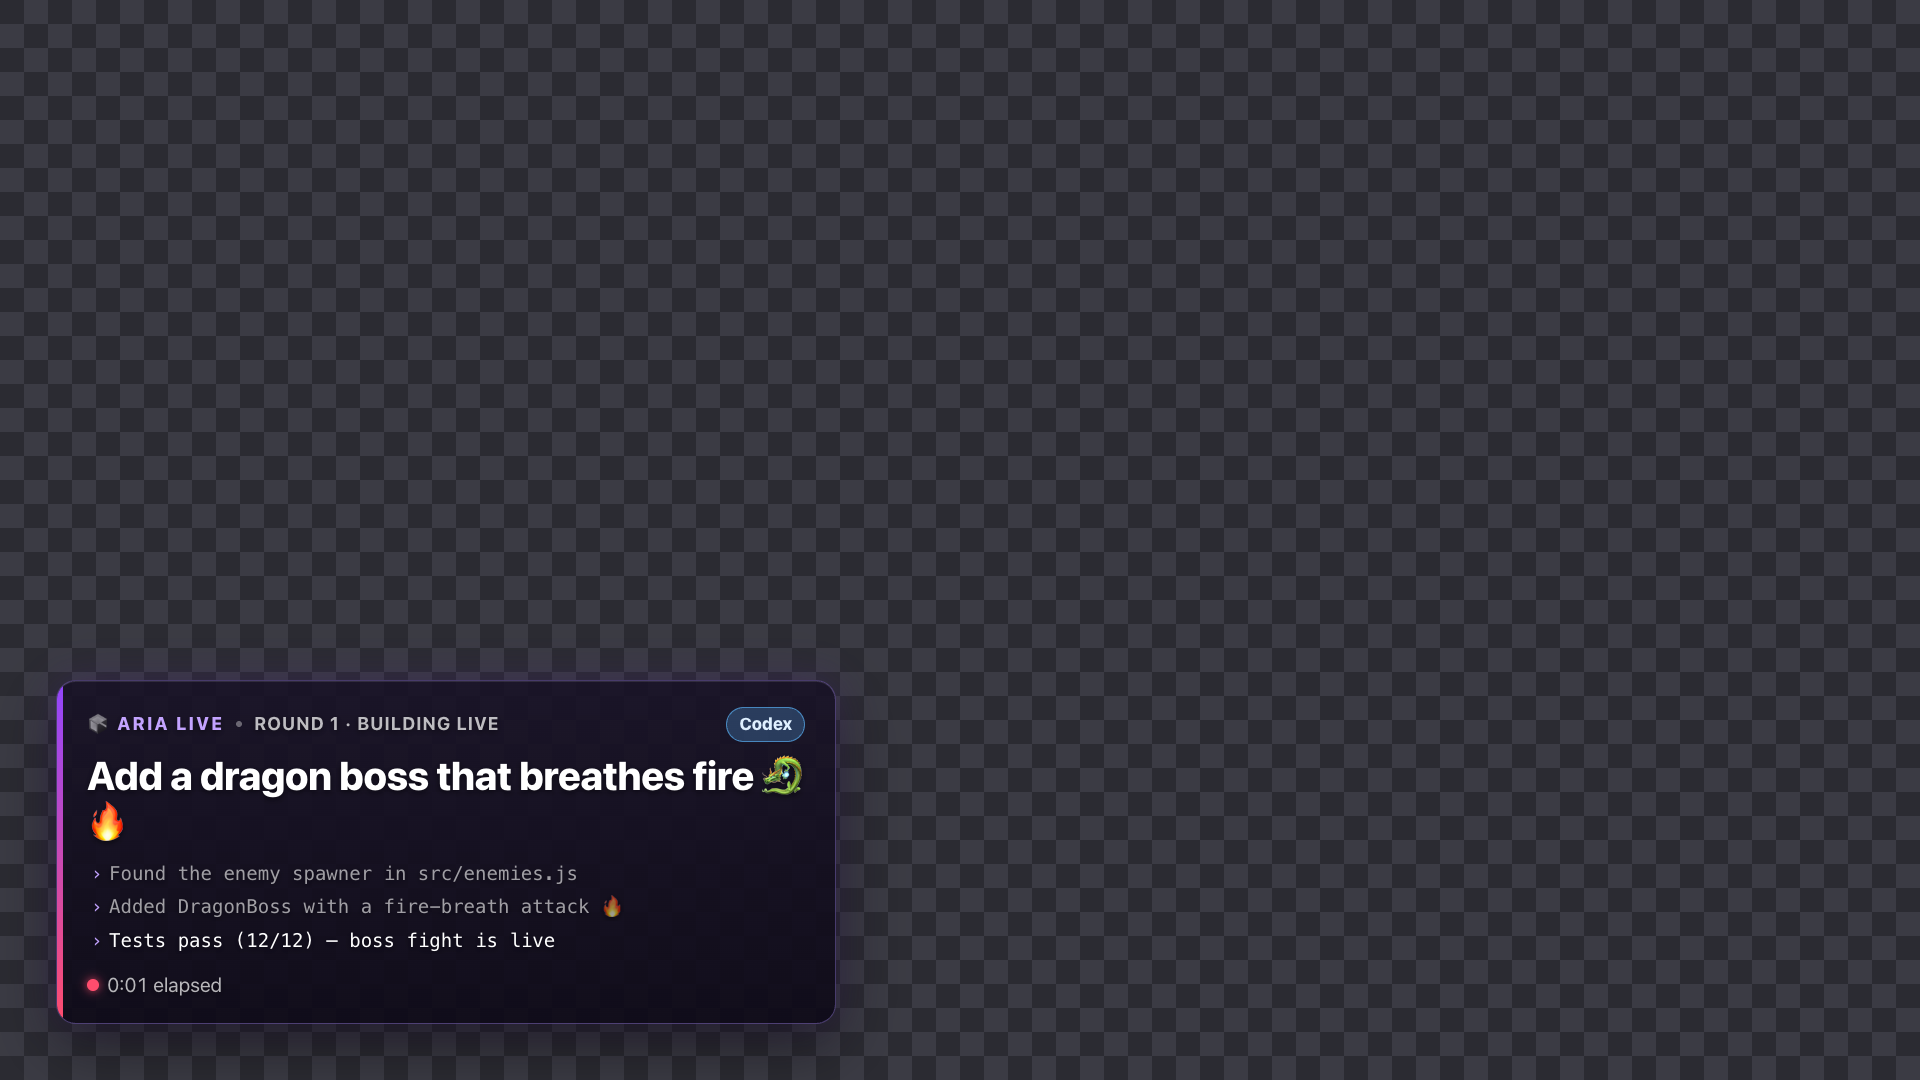 ARIA LIVE • ROUND 1 · BUILDING LIVE
Codex
Add a dragon boss that breathes fire 🐉
🔥
› Found the enemy spawner in src/enemies.js
› Added DragonBoss with a fire-breath attack 🔥
› Tests pass (12/12) — boss fight is live
0:01 elapsed